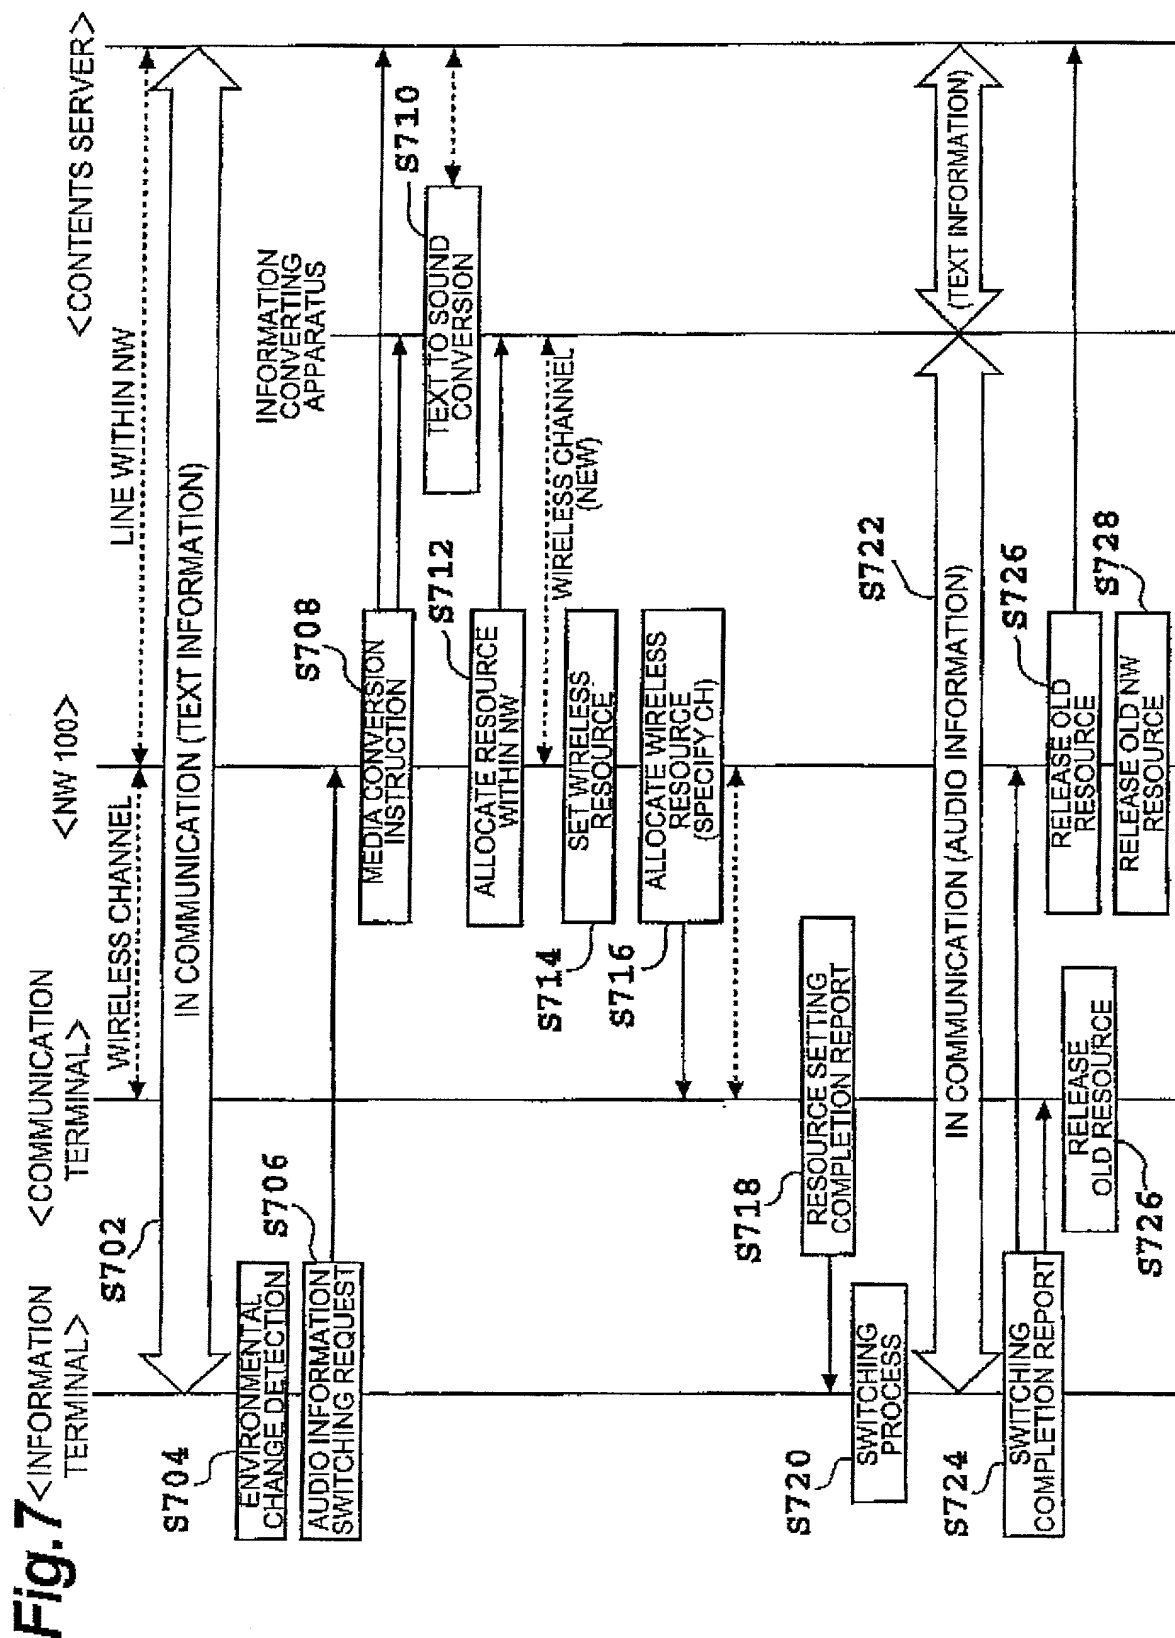 Fig.7
<INFORMATION
TERMINAL>
<COMMUNICATION
TERMINAL>
<NW 100>
<CONTENTS SERVER>
WIRELESS CHANNEL
LINE WITHIN NW
S702
IN COMMUNICATION (TEXT INFORMATION)
S704
ENVIRONMENTAL
CHANGE DETECTION
S706
AUDIO INFORMATION
SWITCHING REQUEST
INFORMATION
CONVERTING
APPARATUS
S708
MEDIA CONVERSION
INSTRUCTION
S710
TEXT TO SOUND
CONVERSION
S712
ALLOCATE RESOURCE
WITHIN NW
WIRELESS CHANNEL
(NEW)
S714
SET WIRELESS
RESOURCE
S716
ALLOCATE WIRELESS
RESOURCE
(SPECIFY CH)
S718
RESOURCE SETTING
COMPLETION REPORT
S720
SWITCHING
PROCESS
S722
IN COMMUNICATION (AUDIO INFORMATION)
(TEXT INFORMATION)
S724
SWITCHING
COMPLETION REPORT
S726
RELEASE OLD
RESOURCE
S726
RELEASE
OLD RESOURCE
S728
RELEASE OLD NW
RESOURCE